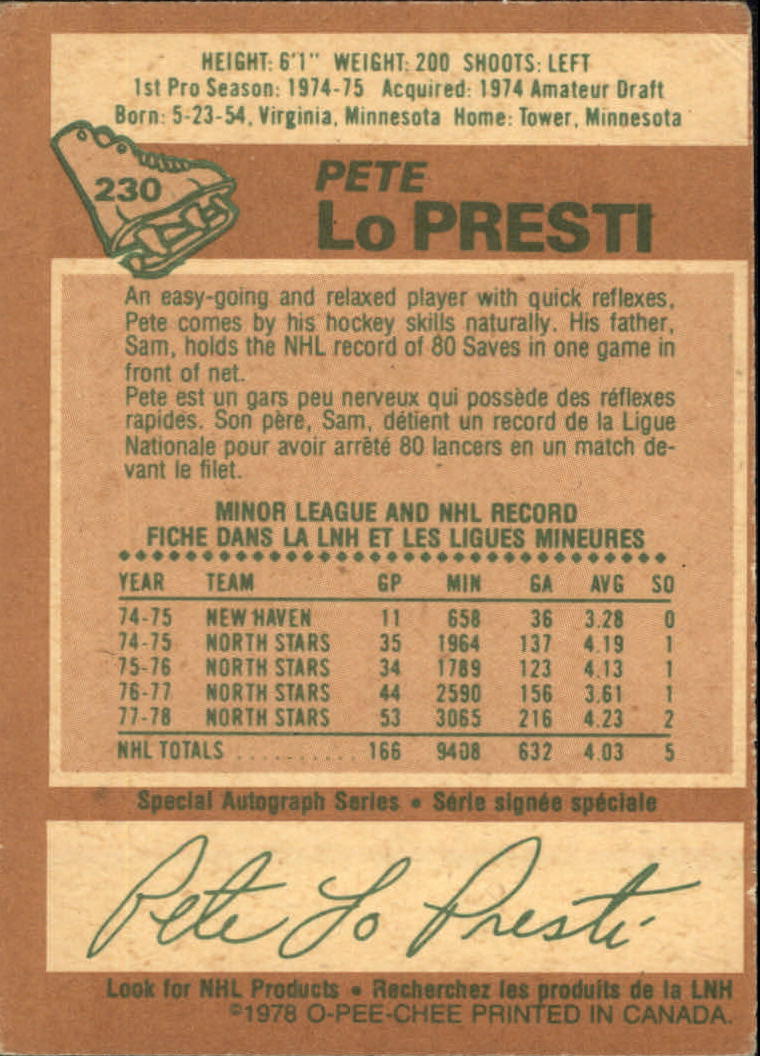 HEIGHT: 6'1" WEIGHT: 200 SHOOTS: LEFT
1st Pro Season: 1974-75 Acquired: 1974 Amateur Draft
Born: 5-23-54, Virginia, Minnesota Home: Tower, Minnesota
230
PETE
Lo PRESTI
An easy-going and relaxed player with quick reflexes,
Pete comes by his hockey skills naturally. His father,
Sam, holds the NHL record of 80 Saves in one game in
front of net.
Pete est un gars peu nerveux qui possède des réflexes
rapides. Son père, Sam, détient un record de la Ligue
Nationale pour avoir arrêté 80 lancers en un match de-
vant le filet.
MINOR LEAGUE AND NHL RECORD
FICHE DANS LA LNH ET LES LIGUES MINEURES
YEAR TEAM GP MIN GA AVG SO
74-75 NEW HAVEN 11 658 36 3.28 0
74-75 NORTH STARS 35 1964 137 4.19 1
75-76 NORTH STARS 34 1789 123 4.13 1
76-77 NORTH STARS 44 2590 156 3.61 1
77-78 NORTH STARS 53 3065 216 4.23 2
NHL TOTALS .......... 166 9408 632 4.03 5
Special Autograph Series • Série signée spéciale
Pete Lo Presti
Look for NHL Products • Recherchez les produits de la LNH
©1978 O-PEE-CHEE PRINTED IN CANADA.